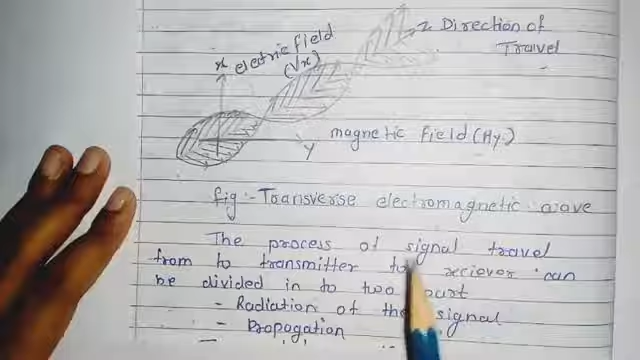 z Direction of
Travel
x electric field
(Vx)
magnetic field (Hy)
y
fig :- Transverse electromagnetic wave
The process of signal travel
from to transmitter to reciever can
be divided in to two part
- Radiation of the signal
- Propagation